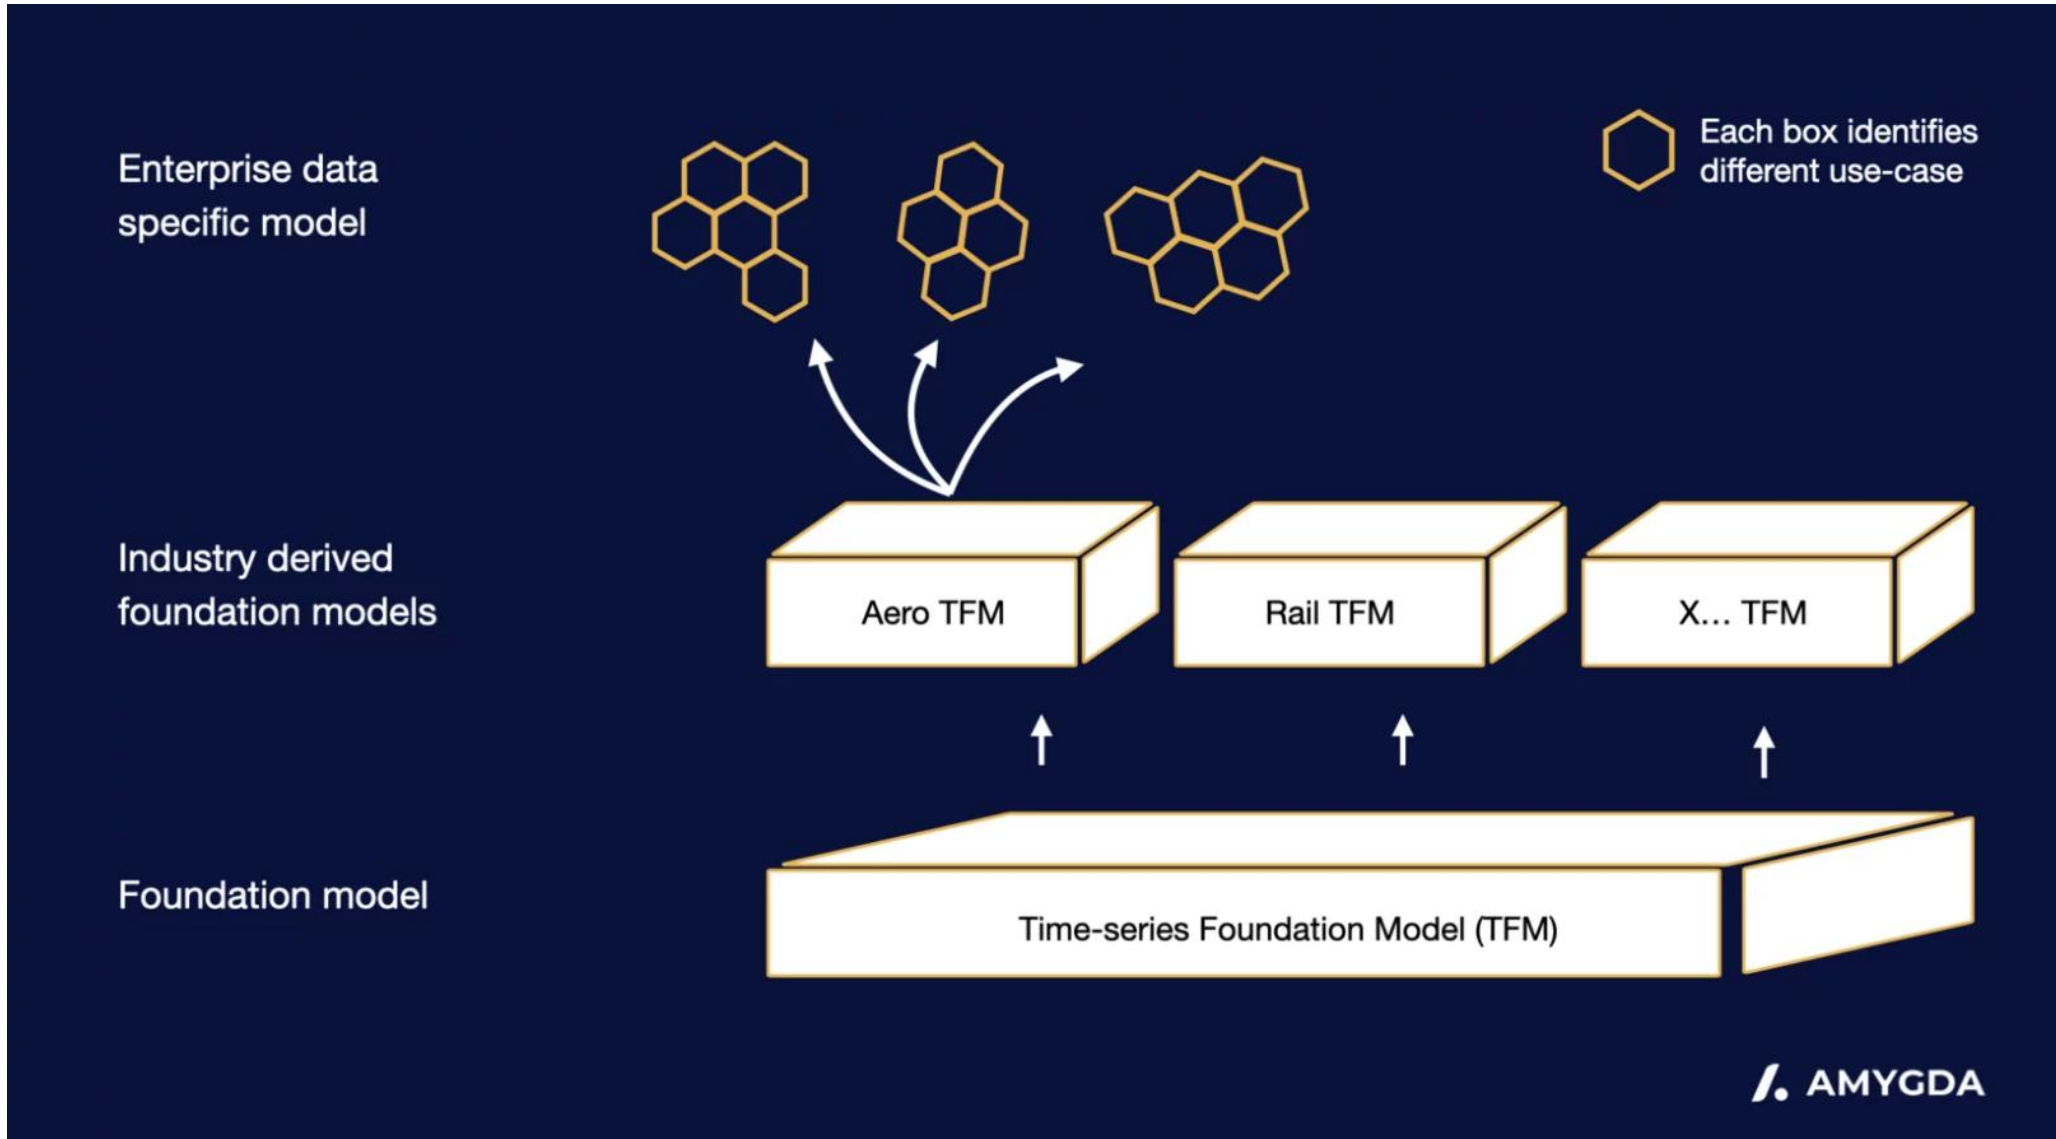 Enterprise data
specific model
Each box identifies
different use-case
Industry derived
foundation models
Aero TFM
Rail TFM
X... TFM
Foundation model
Time-series Foundation Model (TFM)
AMYGDA